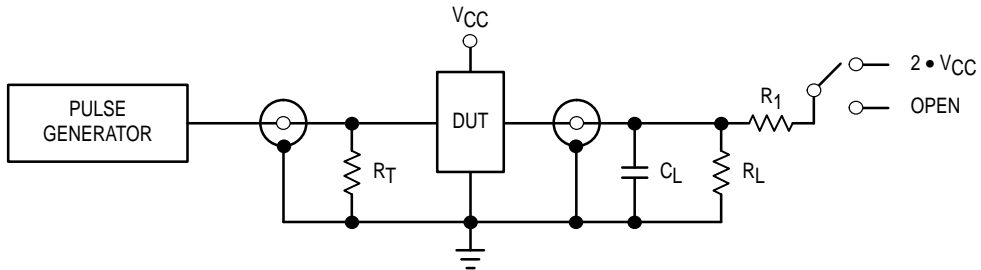 VCC
PULSE
GENERATOR
DUT
RT
CL
RL
R1
2 • VCC
OPEN